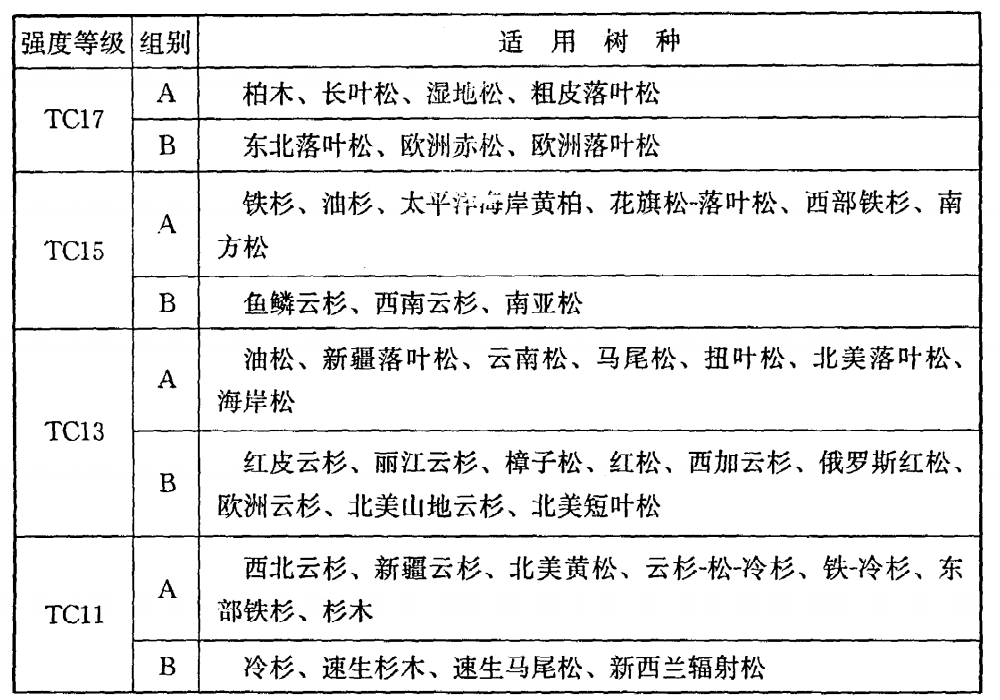 强度等级 组别 适用树种
TC17 A 柏木、长叶松、湿地松、粗皮落叶松
B 东北落叶松、欧洲赤松、欧洲落叶松
TC15 A 铁杉、油杉、太平洋海岸黄柏、花旗松-落叶松、西部铁杉、南
方松
B 鱼鳞云杉、西南云杉、南亚松
TC13 A 油松、新疆落叶松、云南松、马尾松、扭叶松、北美落叶松、
海岸松
B 红皮云杉、丽江云杉、樟子松、红松、西加云杉、俄罗斯红松、
欧洲云杉、北美山地云杉、北美短叶松
TC11 A 西北云杉、新疆云杉、北美黄松、云杉-松-冷杉、铁-冷杉、东
部铁杉、杉木
B 冷杉、速生杉木、速生马尾松、新西兰辐射松